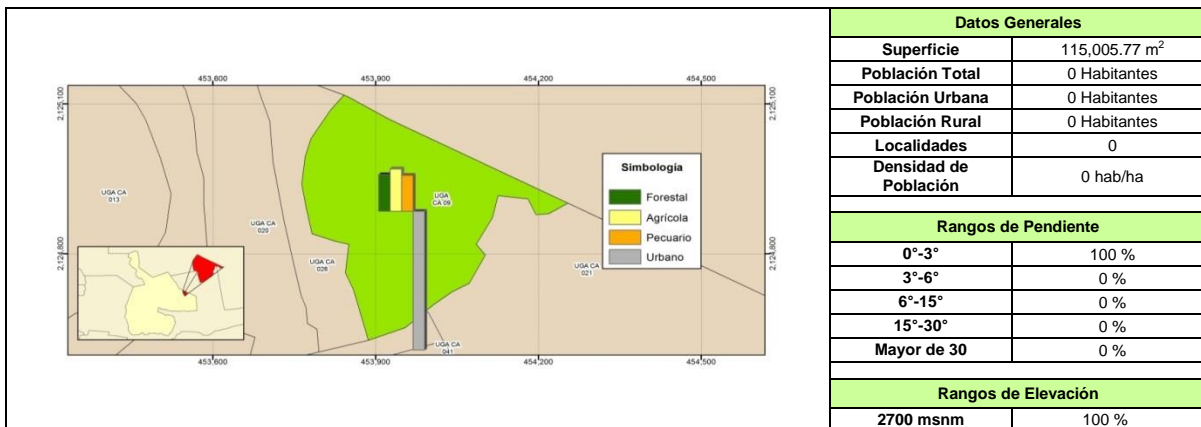 453,600 453,900 454,200 454,500
2,125,100 2,125,100
2,124,800 2,124,800
UGA CA
013
UGA CA
020
UGA CA
028
UGA
CA 09
UGA CA
021
UGA CA
041
Simbología
Forestal
Agrícola
Pecuario
Urbano
453,600 453,900 454,200 454,500
Datos Generales
Superficie 115,005.77 m²
Población Total 0 Habitantes
Población Urbana 0 Habitantes
Población Rural 0 Habitantes
Localidades 0
Densidad de
Población 0 hab/ha
Rangos de Pendiente
0°-3° 100 %
3°-6° 0 %
6°-15° 0 %
15°-30° 0 %
Mayor de 30 0 %
Rangos de Elevación
2700 msnm 100 %